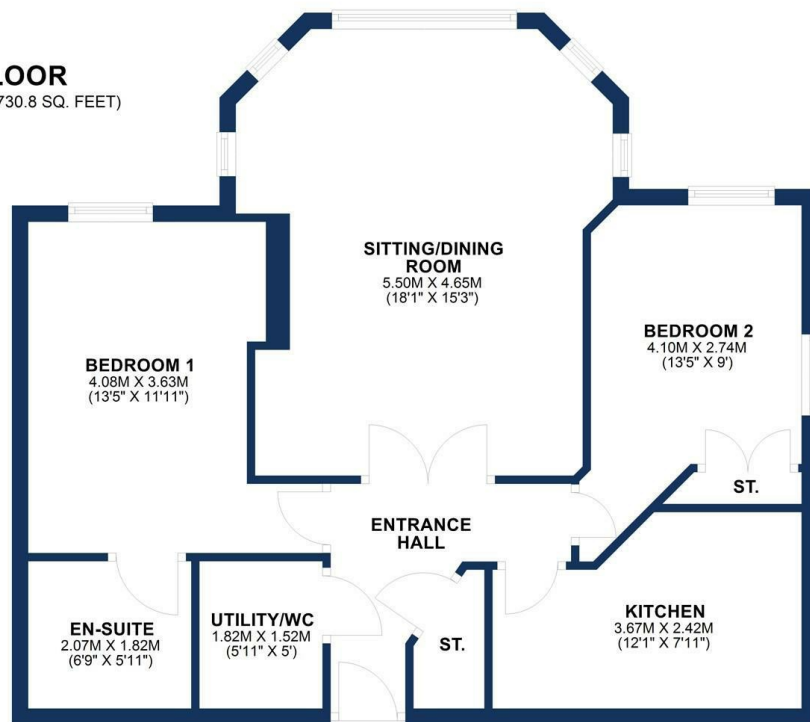 LOOR
730.8 SQ. FEET)
SITTING/DINING
ROOM
5.50M X 4.65M
(18'1" X 15'3")
BEDROOM 2
4.10M X 2.74M
(13'5" X 9')
BEDROOM 1
4.08M X 3.63M
(13'5" X 11'11")
ST.
ENTRANCE
HALL
EN-SUITE
2.07M X 1.82M
(6'9" X 5'11")
UTILITY/WC
1.82M X 1.52M
(5'11" X 5')
ST.
KITCHEN
3.67M X 2.42M
(12'1" X 7'11")